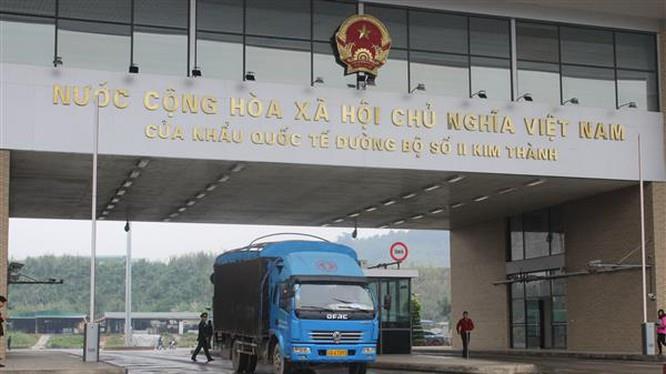 NƯỚC CỘNG HÒA XÃ HỘI CHỦ NGHĨA VIỆT NAM
CỬA KHẨU QUỐC TẾ ĐƯỜNG BỘ SỐ II KIM THÀNH
DFAC